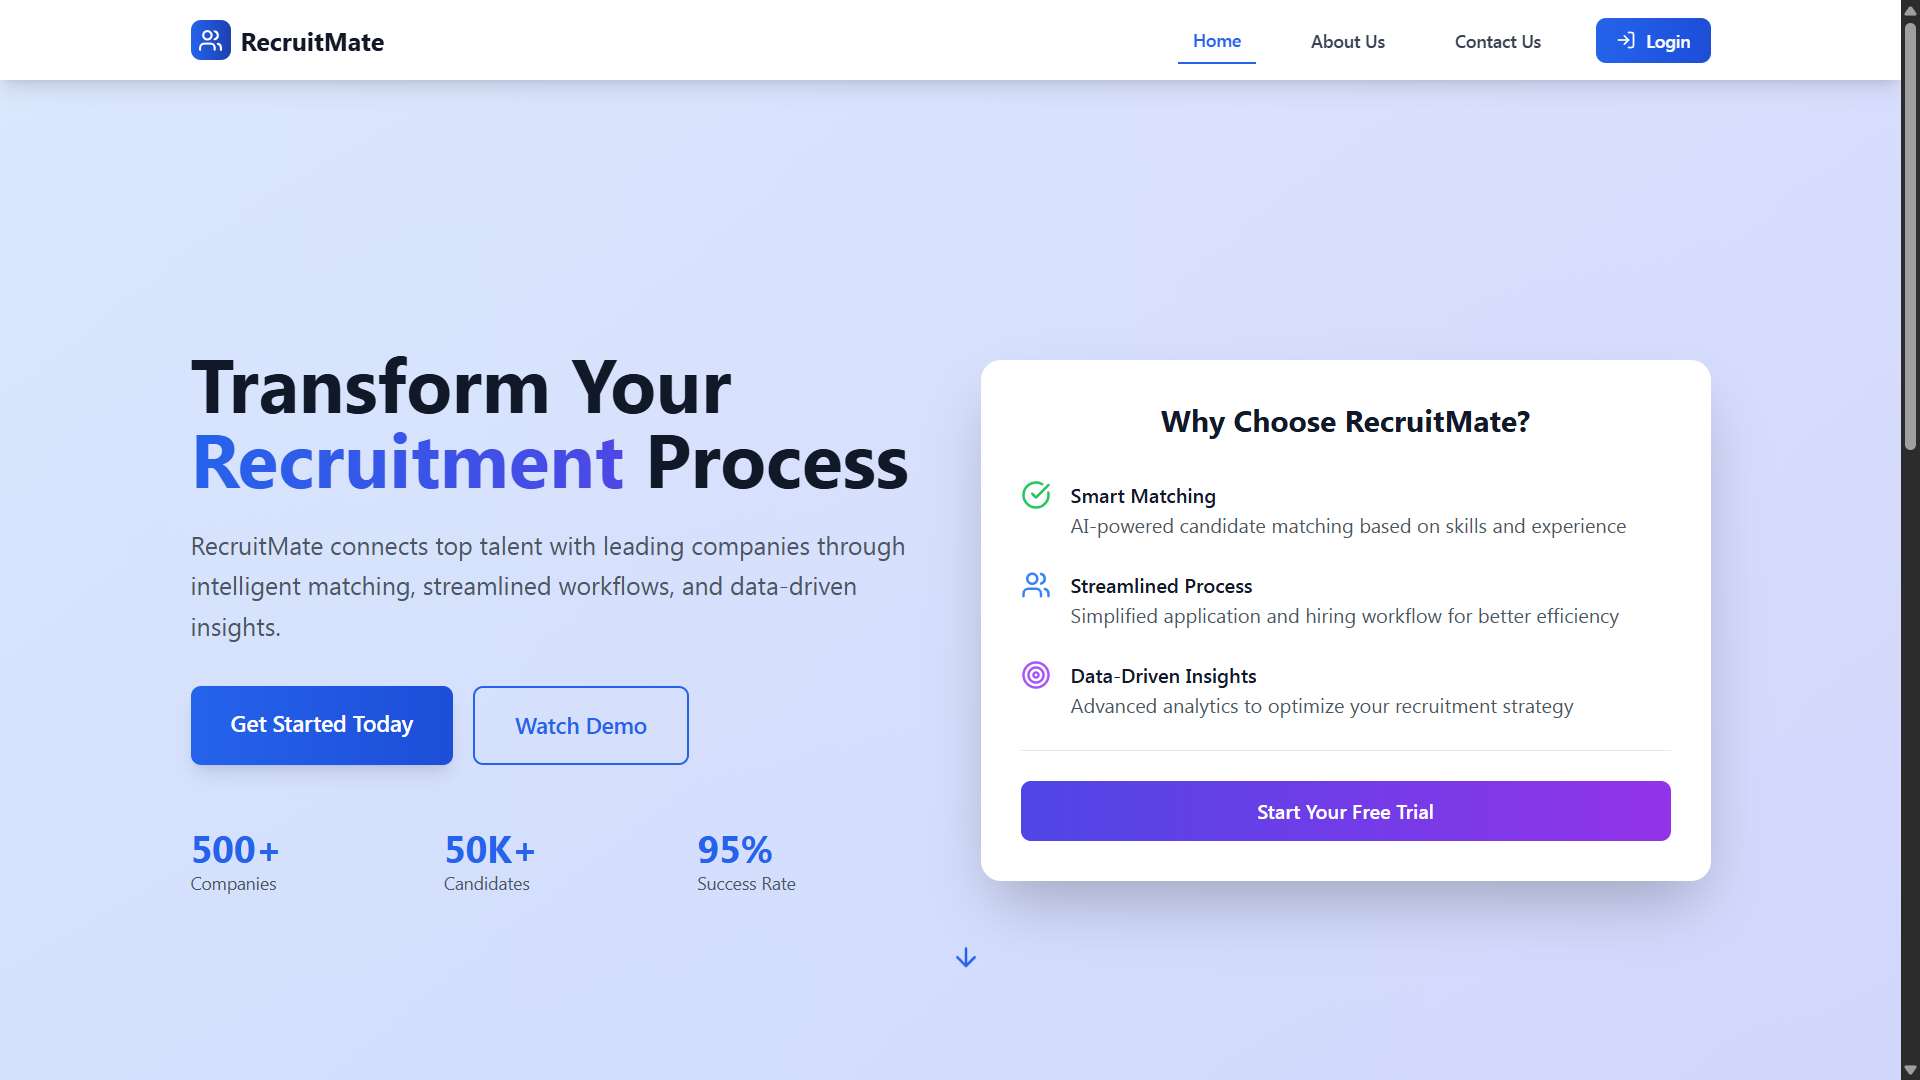 RecruitMate
Home
About Us
Contact Us
Login
Transform Your
Recruitment Process
RecruitMate connects top talent with leading companies through
intelligent matching, streamlined workflows, and data-driven
insights.
Get Started Today
Watch Demo
500+
Companies
50K+
Candidates
95%
Success Rate
Why Choose RecruitMate?
Smart Matching
AI-powered candidate matching based on skills and experience
Streamlined Process
Simplified application and hiring workflow for better efficiency
Data-Driven Insights
Advanced analytics to optimize your recruitment strategy
Start Your Free Trial